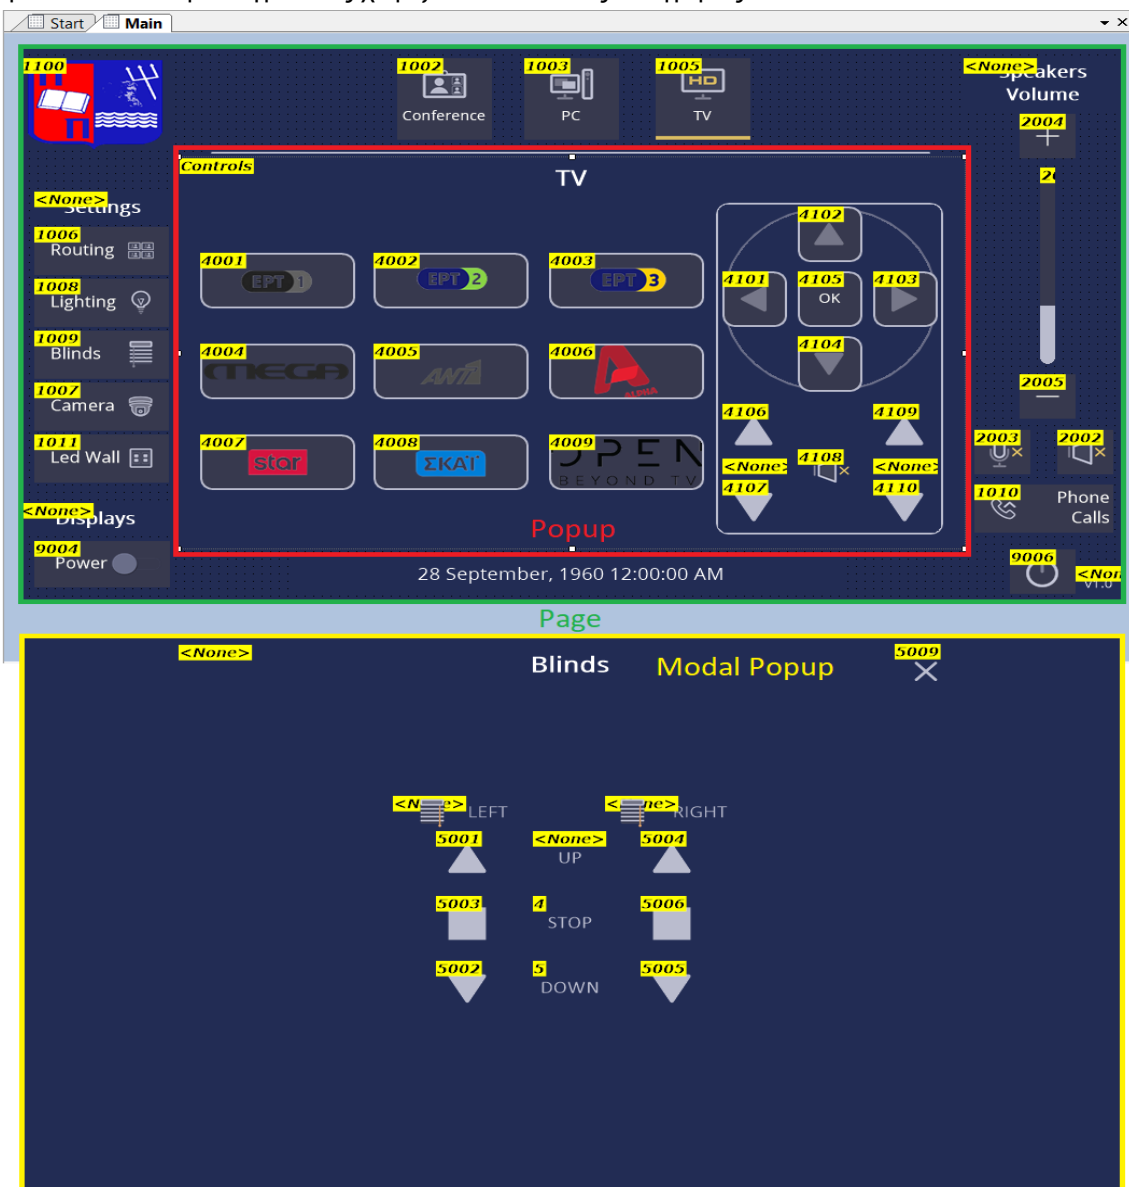 Start Main
1100
1002
Conference
1003
PC
1005
HD
TV
<None>
Speakers
Volume
2004
Controls
TV
<None>
Settings
1006
Routing
1008
Lighting
1009
Blinds
1007
Camera
1011
Led Wall
<None>
Displays
9004
Power
4001
ΕΡΤ 1
4002
ΕΡΤ 2
4003
ΕΡΤ 3
4004
MEGA
4005
ΑΝΤ1
4006
ALPHA
4007
star
4008
ΣΚΑΪ
4009
OPEN
BEYOND TV
4102
4101
4105
OK
4103
4104
4106
4109
<None>
4108
<None>
4107
4110
Popup
2005
2003
2002
1010
Phone
Calls
9006
V1.0
28 September, 1960 12:00:00 AM
Page
<None>
Blinds
Modal Popup
5009
LEFT
RIGHT
5001
<None>
5004
UP
5003
4
5006
STOP
5002
5
5005
DOWN